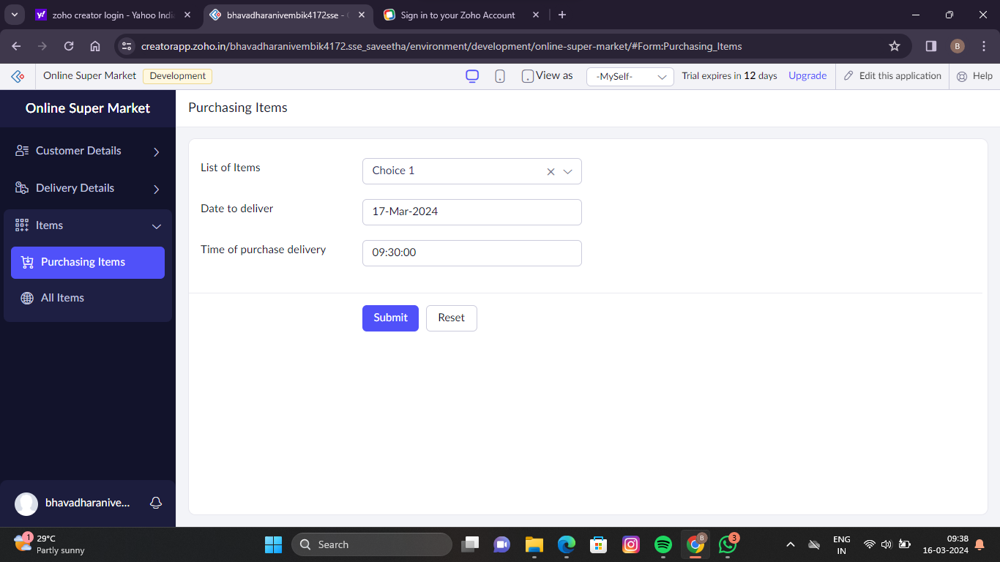 zoho creator login - Yahoo Indi
bhavadharanivembik4172sse -
Sign in to your Zoho Account
creatorapp.zoho.in/bhavadharanivembik4172.sse_saveetha/environment/development/online-super-market/#Form:Purchasing_Items
B
Online Super Market
Development
View as
-MySelf-
Trial expires in 12 days
Upgrade
Edit this application
Help
Online Super Market
Customer Details
Delivery Details
Items
Purchasing Items
All Items
bhavadharanive...
Purchasing Items
List of Items
Choice 1
Date to deliver
17-Mar-2024
Time of purchase delivery
09:30:00
Submit
Reset
1
29°C
Partly sunny
Search
B
3
ENG
IN
09:38
16-03-2024